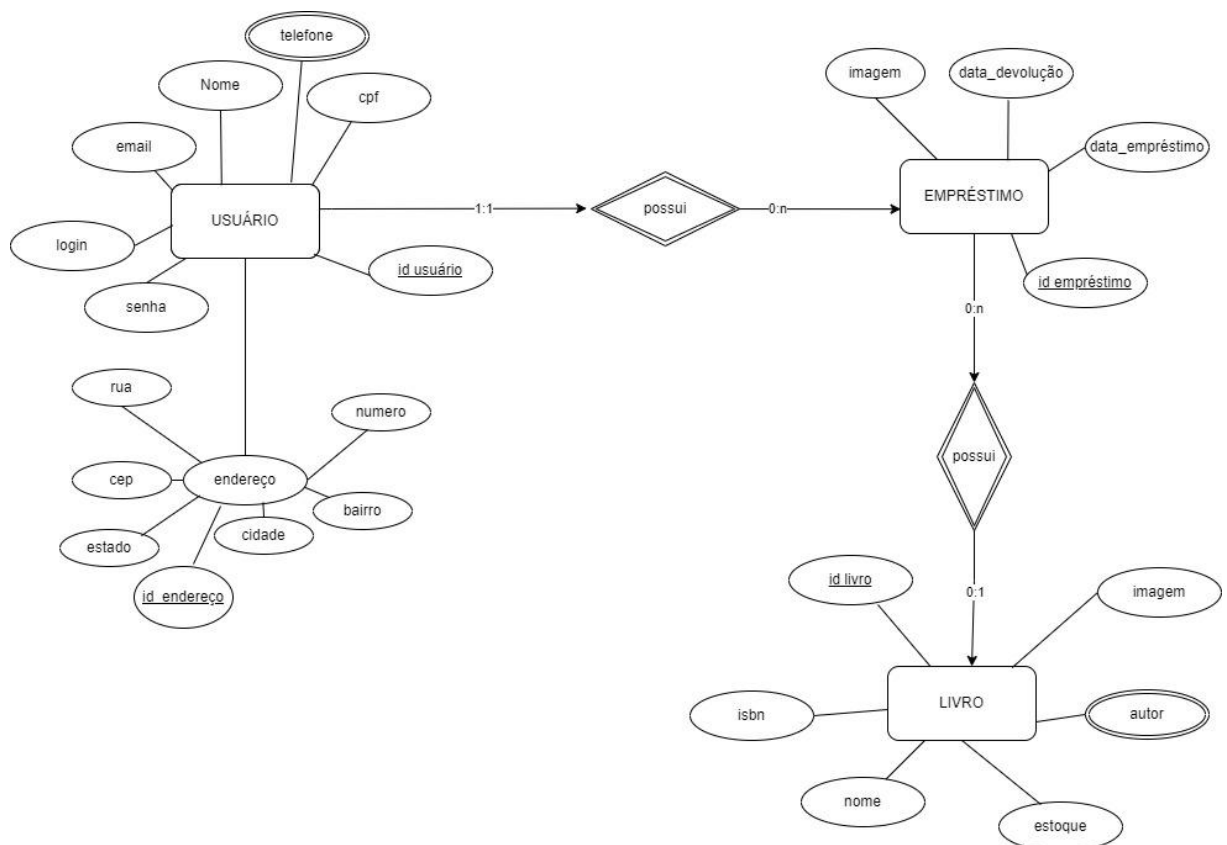 telefone
Nome
cpf
email
USUÁRIO
login
senha
id usuário
1:1
possui
0:n
imagem
data_devolução
data_empréstimo
EMPRÉSTIMO
id empréstimo
0:n
possui
0:1
rua
numero
cep
endereço
bairro
estado
cidade
id_endereço
id livro
imagem
isbn
LIVRO
autor
nome
estoque